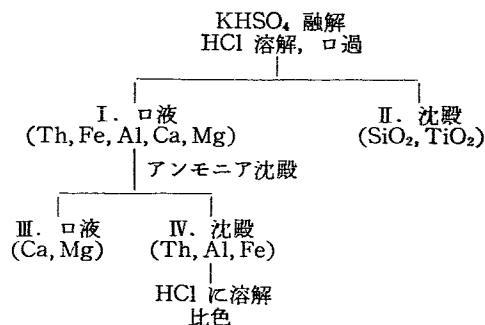 KHSO₄ 融解
HCl 溶解, ロ過
Ⅰ. ロ液
(Th, Fe, Al, Ca, Mg)
Ⅱ. 沈殿
(SiO₂, TiO₂)
アンモニア沈殿
Ⅲ. ロ液
(Ca, Mg)
Ⅳ. 沈殿
(Th, Al, Fe)
HCl に溶解
比色